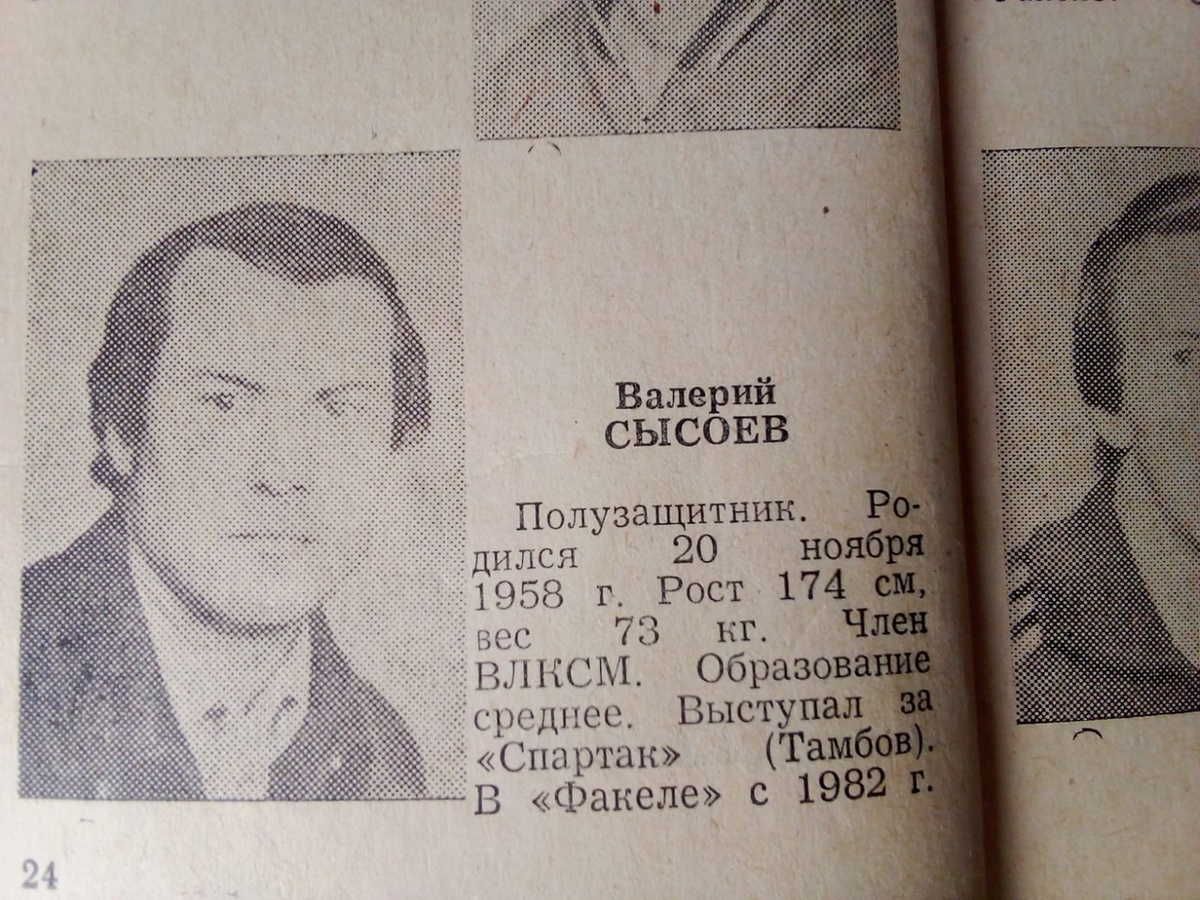 Валерий
СЫСОЕВ
Полузащитник. Ро-
дился 20 ноября
1958 г. Рост 174 см,
вес 73 кг. Член
ВЛКСМ. Образование
среднее. Выступал за
«Спартак» (Тамбов).
В «Факеле» с 1982 г.
24